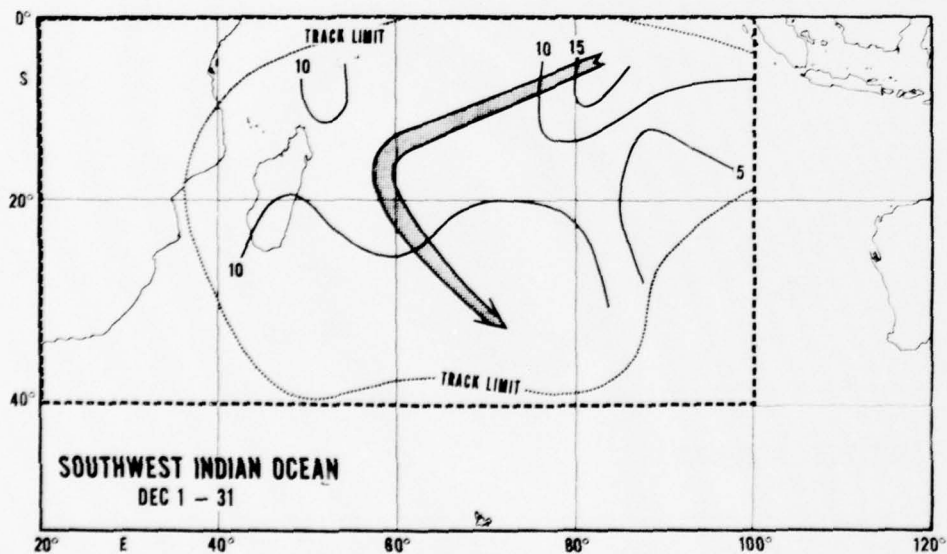 0°
TRACK LIMIT
10 15
10
S
5
20°
10
TRACK LIMIT
40°
SOUTHWEST INDIAN OCEAN
DEC 1 – 31
20° E 40° 60° 80° 100° 120°